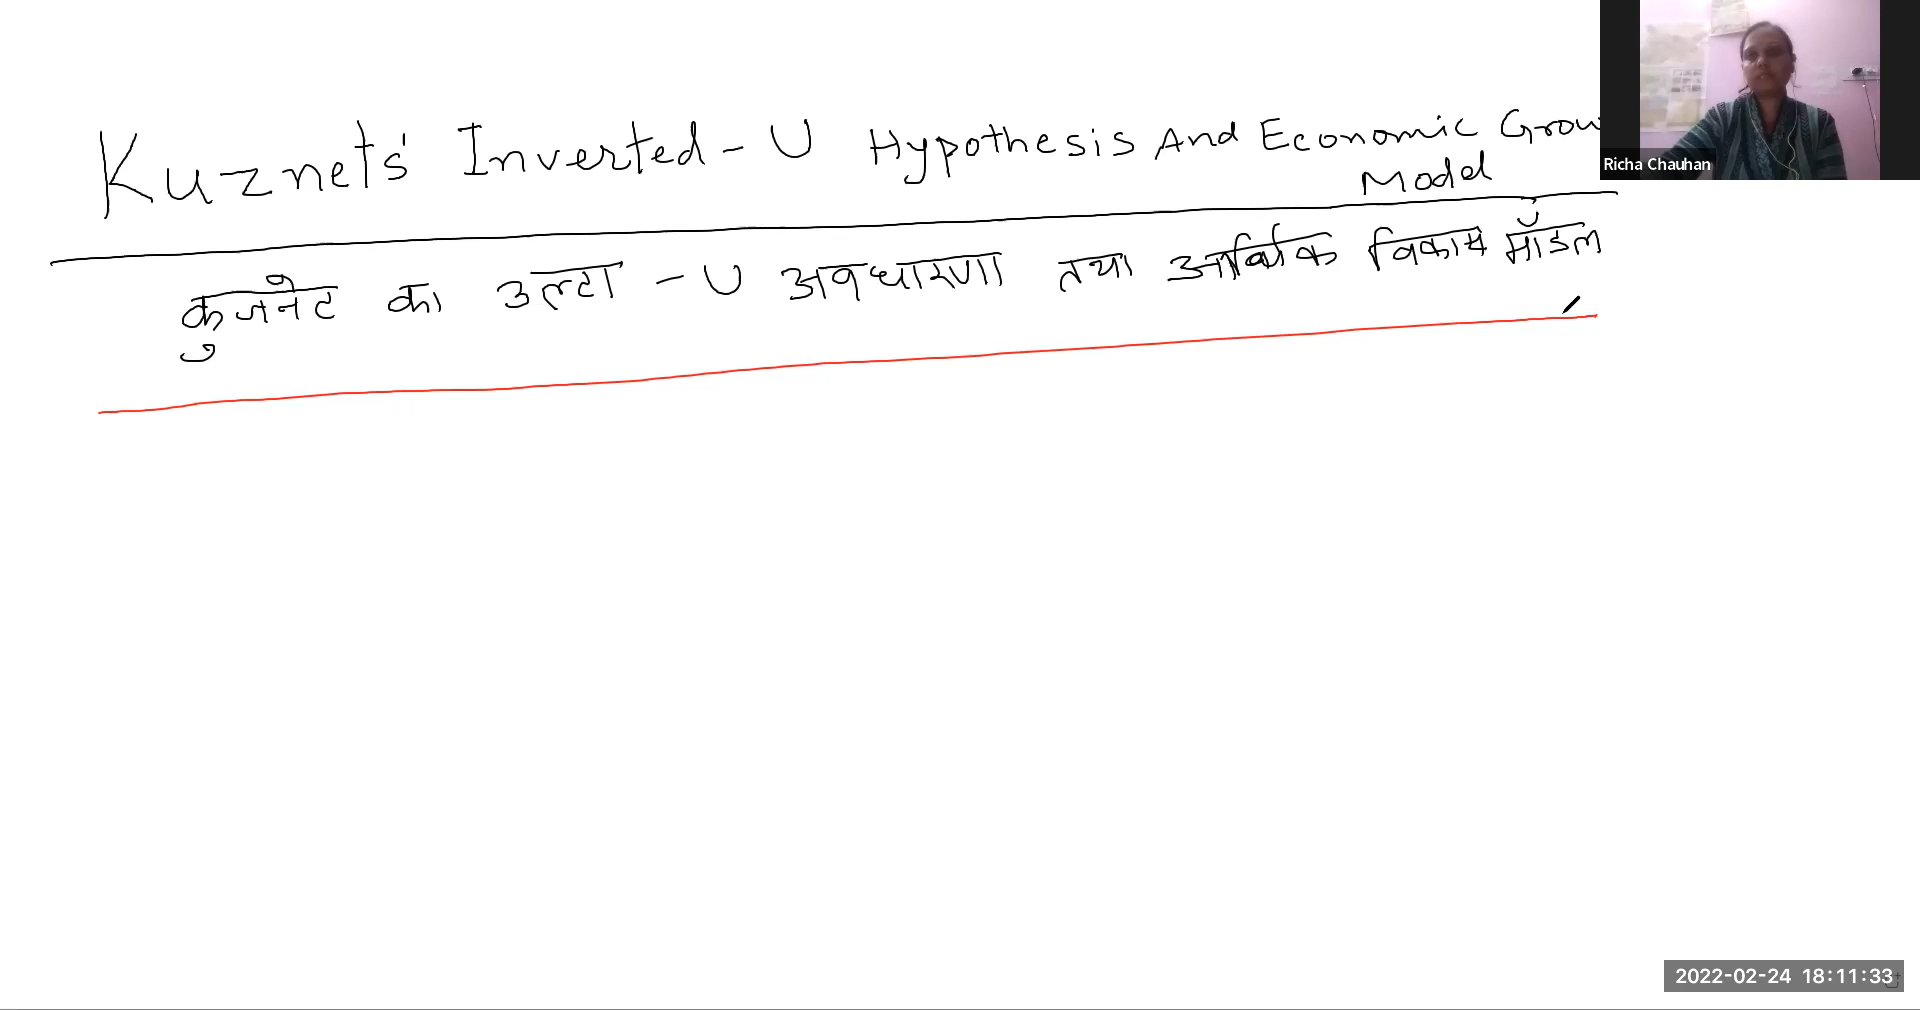 Kuznets' Inverted - U Hypothesis And Economic Grow
Model
कुजनेट का उल्टा - U अवधारणा तथा आर्थिक विकास मॉडल
Richa Chauhan
2022-02-24 18:11:33